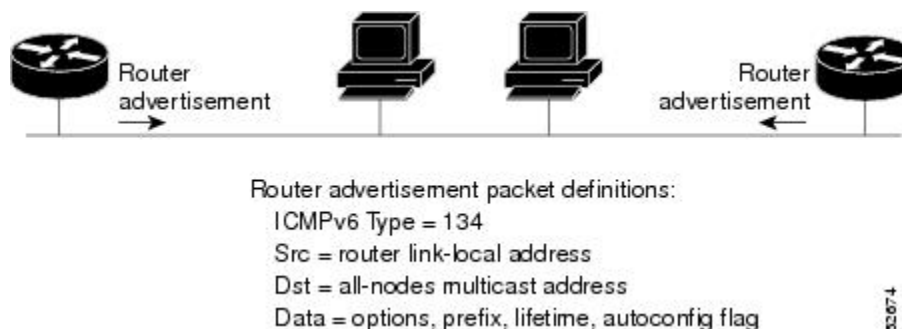 Router
advertisement
Router
advertisement
Router advertisement packet definitions:
ICMPv6 Type = 134
Src = router link-local address
Dst = all-nodes multicast address
Data = options, prefix, lifetime, autoconfig flag
52674